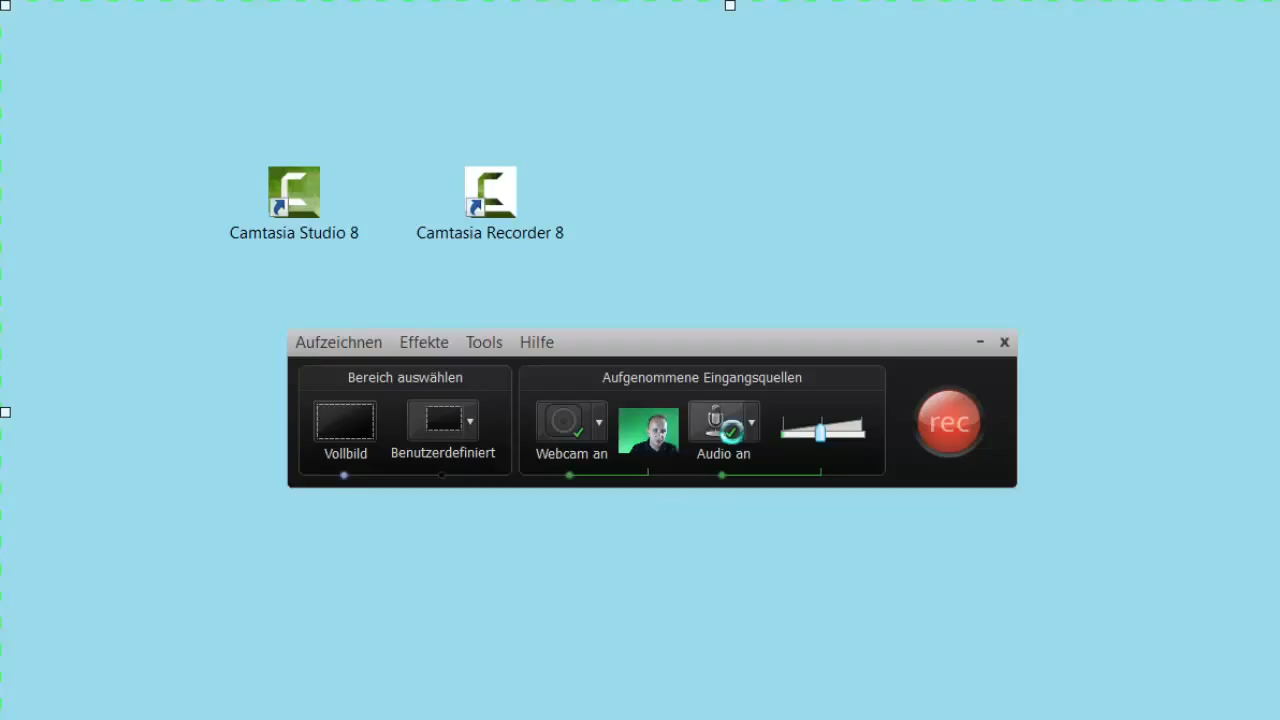 Camtasia Studio 8
Camtasia Recorder 8
Aufzeichnen Effekte Tools Hilfe
Bereich auswählen
Aufgenommene Eingangsquellen
Vollbild
Benutzerdefiniert
Webcam an
Audio an
rec